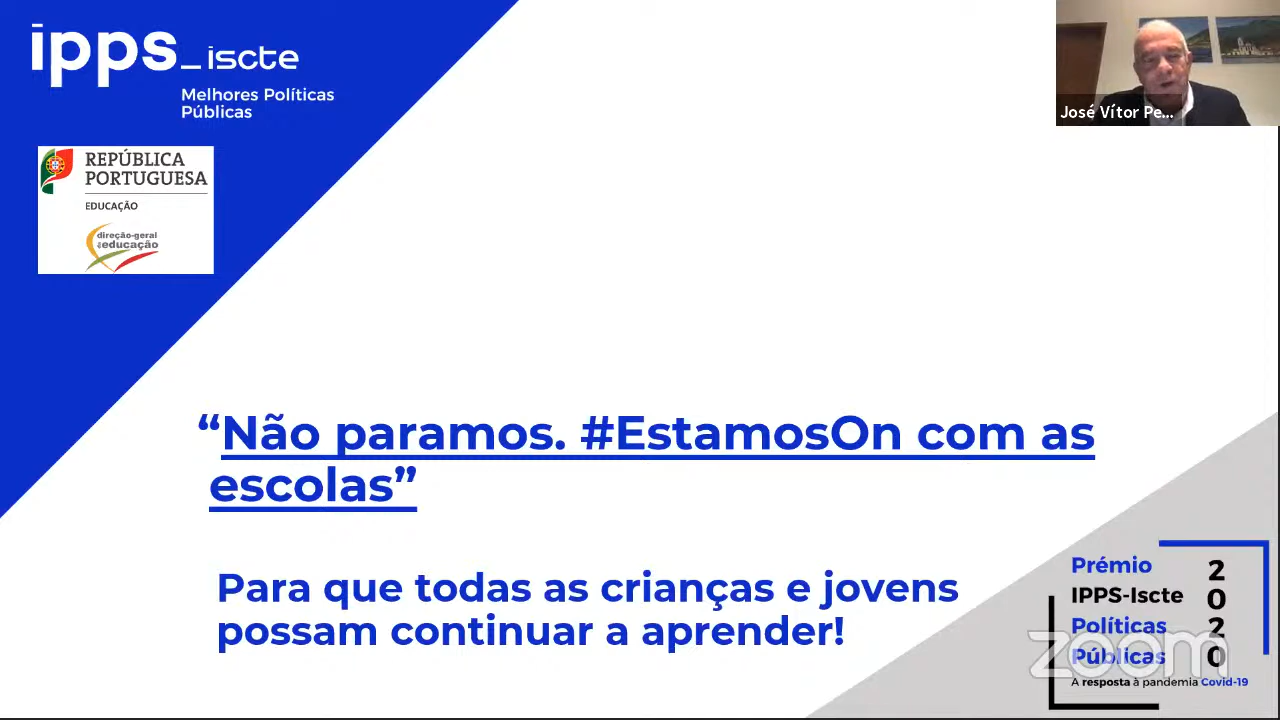 ipps_iscte
Melhores Políticas
Públicas
REPÚBLICA
PORTUGUESA
EDUCAÇÃO
direção-geral
da educação
José Vítor Pe...
“Não paramos. #EstamosOn com as
escolas”
Para que todas as crianças e jovens
possam continuar a aprender!
Prémio
IPPS-Iscte
Políticas
Públicas
2
0
2
0
A resposta à pandemia Covid-19
zoom